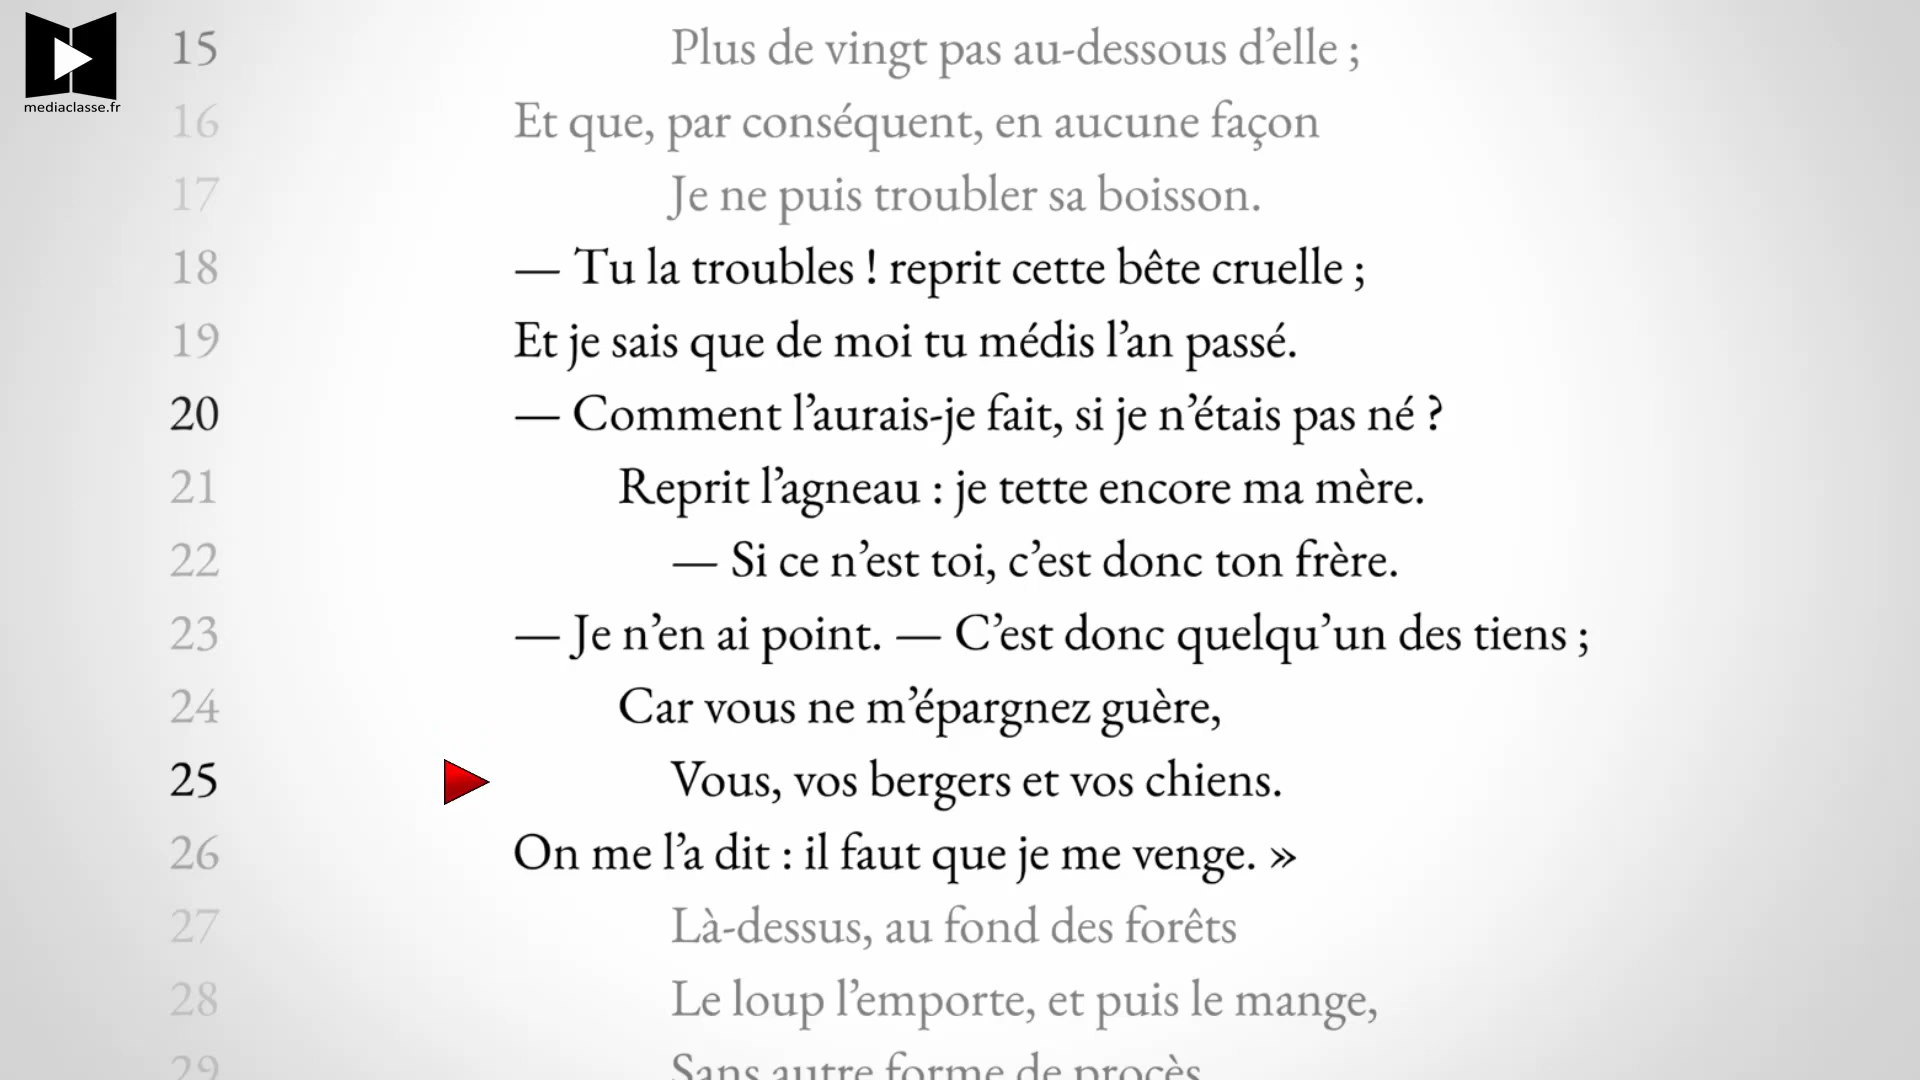 mediaclasse.fr
15 Plus de vingt pas au-dessous d’elle ;
16 Et que, par conséquent, en aucune façon
17 Je ne puis troubler sa boisson.
18 — Tu la troubles ! reprit cette bête cruelle ;
19 Et je sais que de moi tu médis l’an passé.
20 — Comment l’aurais-je fait, si je n’étais pas né ?
21 Reprit l’agneau : je tette encore ma mère.
22 — Si ce n’est toi, c’est donc ton frère.
23 — Je n’en ai point. — C’est donc quelqu’un des tiens ;
24 Car vous ne m’épargnez guère,
25 Vous, vos bergers et vos chiens.
26 On me l’a dit : il faut que je me venge. »
27 Là-dessus, au fond des forêts
28 Le loup l’emporte, et puis le mange,
29 Sans autre forme de procès